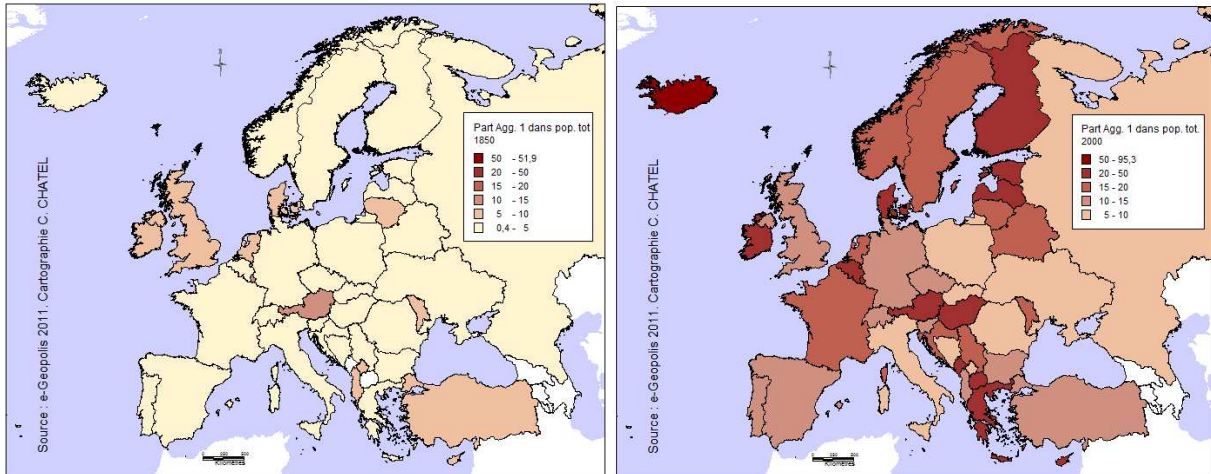 Source : e-Geopolis 2011. Cartographie C. CHATEL
Part Agg. 1 dans pop. tot.
1850
50 - 51,9
20 - 50
15 - 20
10 - 15
5 - 10
0,4 - 5
Kilomètres
Source : e-Geopolis 2011. Cartographie C. CHATEL
Part Agg. 1 dans pop. tot.
2000
50 - 95,3
20 - 50
15 - 20
10 - 15
5 - 10
Kilomètres